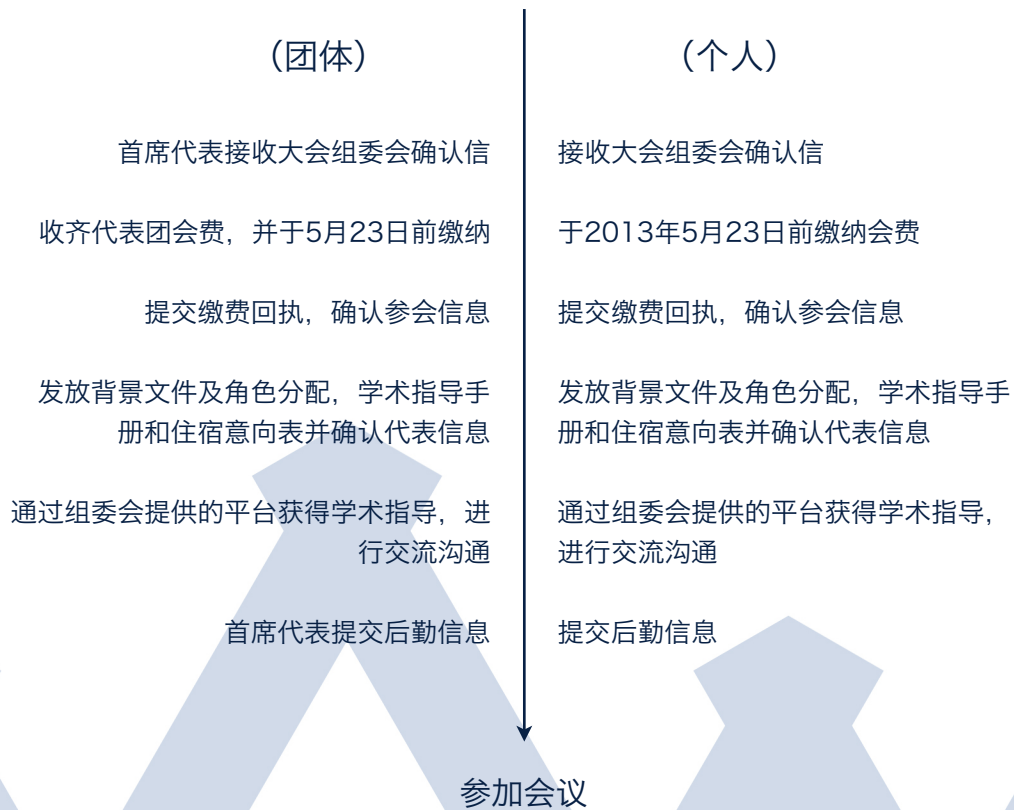 （团体）
（个人）
首席代表接收大会组委会确认信
接收大会组委会确认信
收齐代表团会费，并于5月23日前缴纳
于2013年5月23日前缴纳会费
提交缴费回执，确认参会信息
提交缴费回执，确认参会信息
发放背景文件及角色分配，学术指导手
册和住宿意向表并确认代表信息
发放背景文件及角色分配，学术指导手
册和住宿意向表并确认代表信息
通过组委会提供的平台获得学术指导，进
行交流沟通
通过组委会提供的平台获得学术指导，
进行交流沟通
首席代表提交后勤信息
提交后勤信息
参加会议